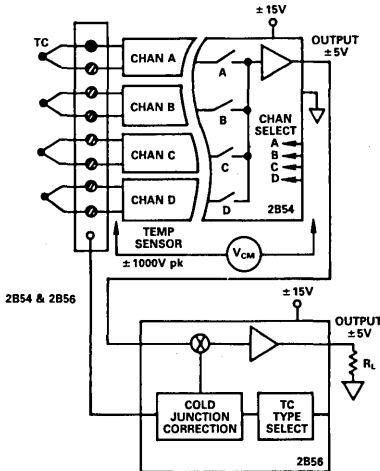 ± 15V
TC
OUTPUT
± 5V
CHAN A
A
CHAN B
B
CHAN
SELECT
A
B
C
D
CHAN C
C
CHAN D
D
2B54
TEMP
SENSOR
± 1000V pk
VCM
2B54 & 2B56
± 15V
OUTPUT
± 5V
RL
COLD
JUNCTION
CORRECTION
TC
TYPE
SELECT
2B56